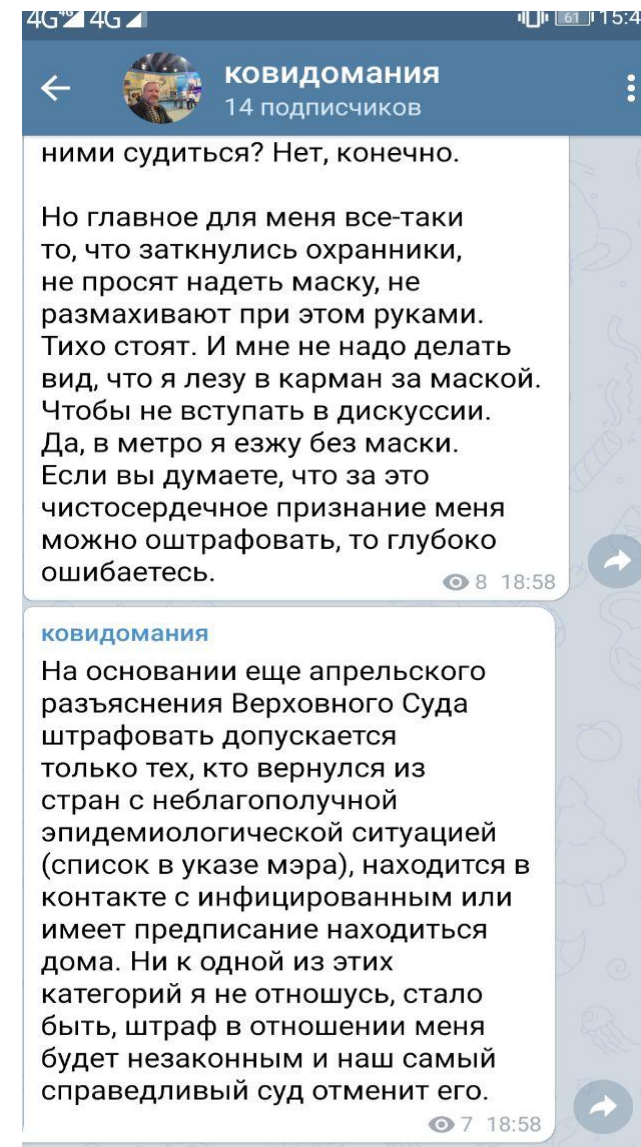 4G 4G 4G 61 15:4
ковидомания
14 подписчиков
ними судиться? Нет, конечно.
Но главное для меня все-таки
то, что заткнулись охранники,
не просят надеть маску, не
размахивают при этом руками.
Тихо стоят. И мне не надо делать
вид, что я лезу в карман за маской.
Чтобы не вступать в дискуссии.
Да, в метро я езжу без маски.
Если вы думаете, что за это
чистосердечное признание меня
можно оштрафовать, то глубоко
ошибаетесь.
8 18:58
ковидомания
На основании еще апрельского
разъяснения Верховного Суда
штрафовать допускается
только тех, кто вернулся из
стран с неблагополучной
эпидемиологической ситуацией
(список в указе мэра), находится в
контакте с инфицированным или
имеет предписание находиться
дома. Ни к одной из этих
категорий я не отношусь, стало
быть, штраф в отношении меня
будет незаконным и наш самый
справедливый суд отменит его.
7 18:58